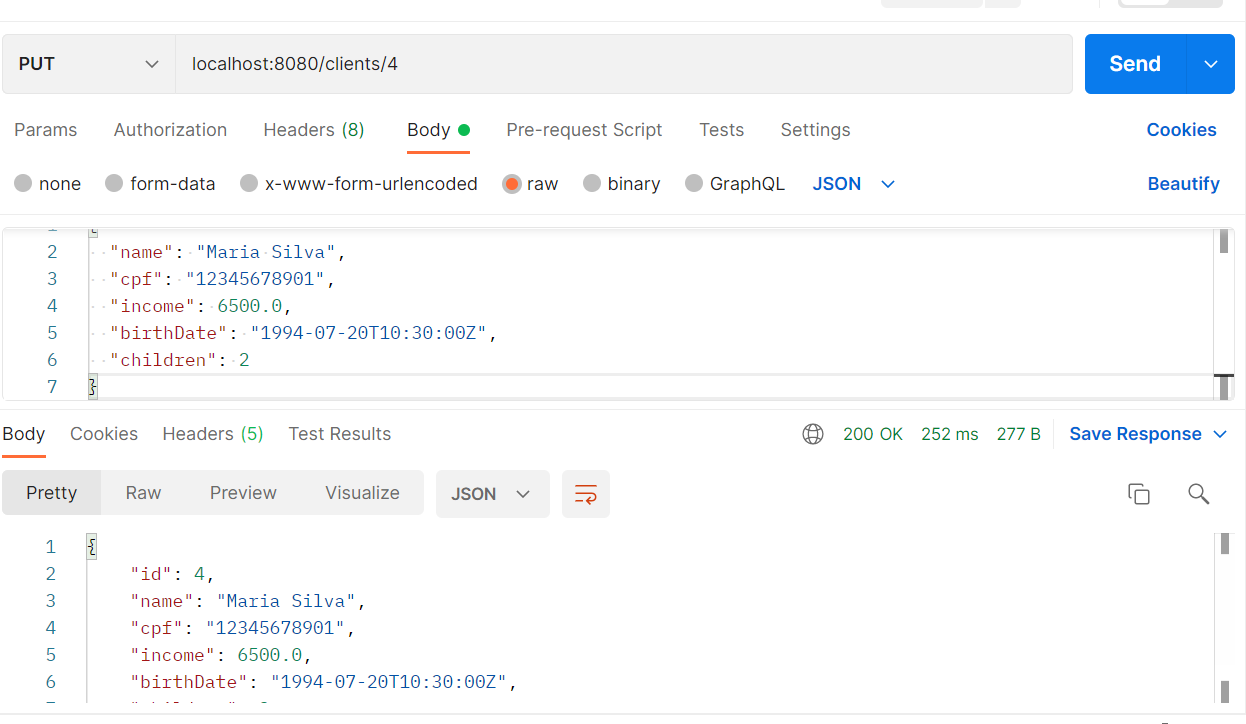 PUT localhost:8080/clients/4 Send
Params Authorization Headers (8) Body Pre-request Script Tests Settings Cookies
none form-data x-www-form-urlencoded raw binary GraphQL JSON Beautify
2 "name": "Maria Silva",
3 "cpf": "12345678901",
4 "income": 6500.0,
5 "birthDate": "1994-07-20T10:30:00Z",
6 "children": 2
7 }
Body Cookies Headers (5) Test Results 200 OK 252 ms 277 B Save Response
Pretty Raw Preview Visualize JSON
1 {
2 "id": 4,
3 "name": "Maria Silva",
4 "cpf": "12345678901",
5 "income": 6500.0,
6 "birthDate": "1994-07-20T10:30:00Z",